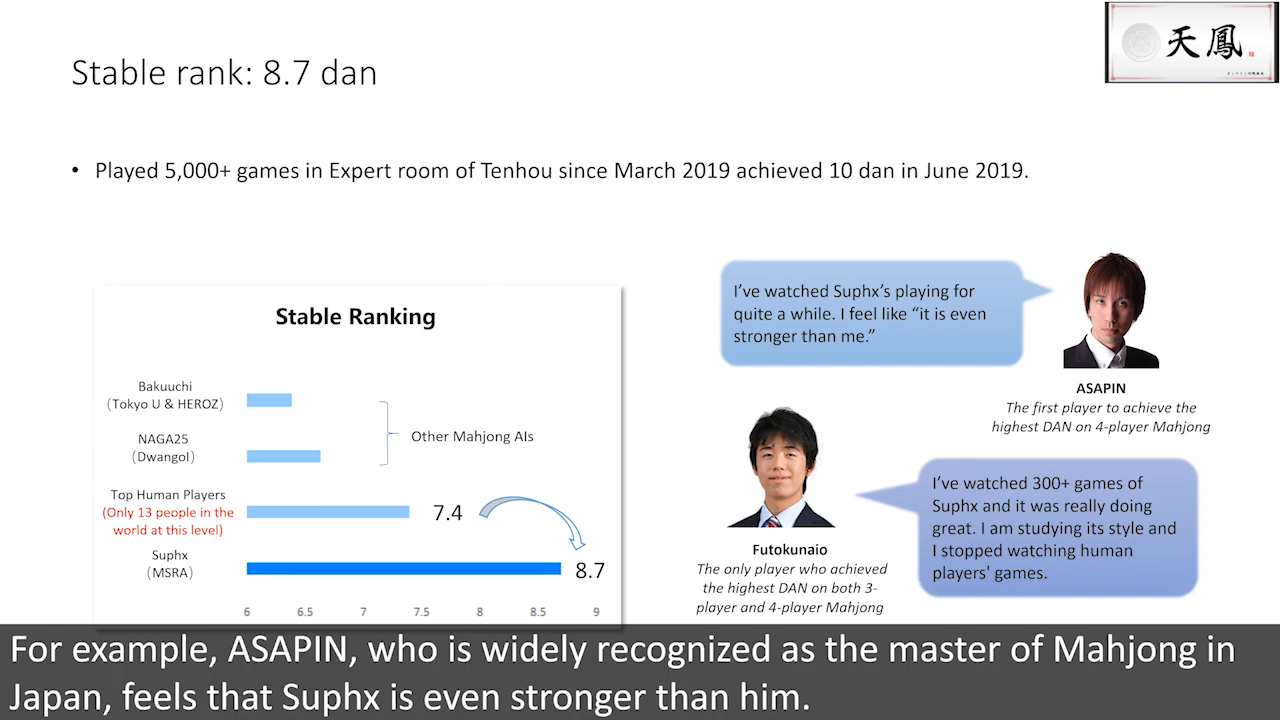 天鳳
Stable rank: 8.7 dan
• Played 5,000+ games in Expert room of Tenhou since March 2019 achieved 10 dan in June 2019.
Stable Ranking
Bakuuchi
(Tokyo U & HEROZ)
NAGA25
(DwangoI)
Other Mahjong AIs
Top Human Players
(Only 13 people in the
world at this level)
7.4
Suphx
(MSRA)
8.7
6 6.5 7 7.5 8 8.5 9
I've watched Suphx's playing for
quite a while. I feel like “it is even
stronger than me.”
ASAPIN
The first player to achieve the
highest DAN on 4-player Mahjong
Futokunaio
The only player who achieved
the highest DAN on both 3-
player and 4-player Mahjong
I've watched 300+ games of
Suphx and it was really doing
great. I am studying its style and
I stopped watching human
players' games.
For example, ASAPIN, who is widely recognized as the master of Mahjong in
Japan, feels that Suphx is even stronger than him.